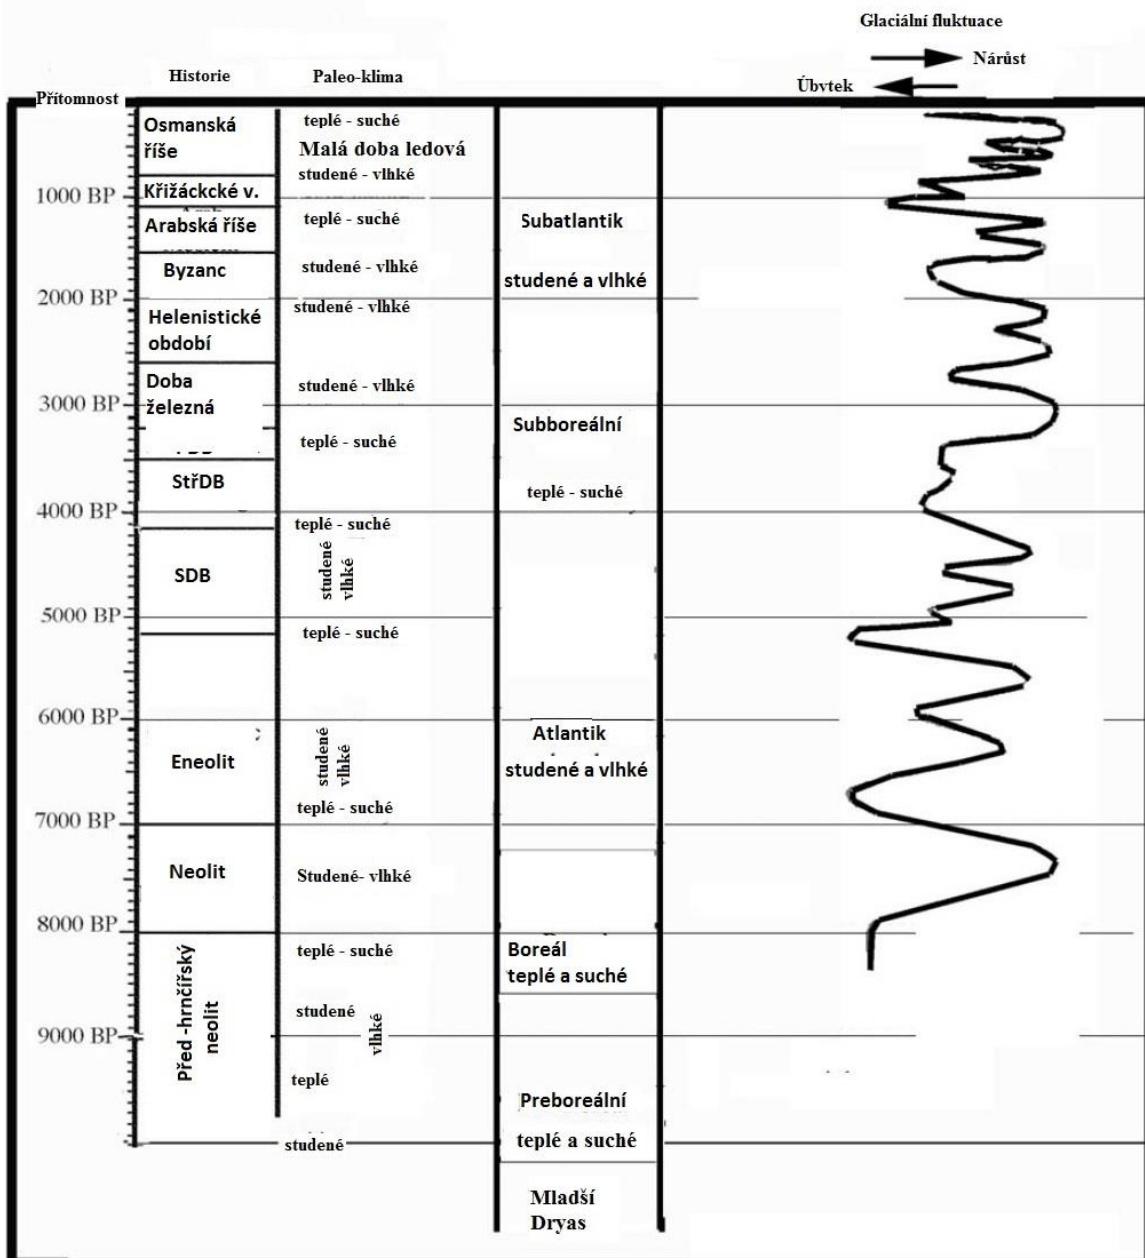 Glaciální fluktuace
Nárůst
Úbytek
Historie
Paleo-klima
Přítomnost
1000 BP
2000 BP
3000 BP
4000 BP
5000 BP
6000 BP
7000 BP
8000 BP
9000 BP
Osmanská
říše
Křižáckcké v.
Arabská říše
Byzanc
Helenistické
období
Doba
železná
StřDB
SDB
Eneolit
Neolit
Před -hrnčířský
neolit
teplé - suché
Malá doba ledová
studené - vlhké
teplé - suché
studené - vlhké
studené - vlhké
studené - vlhké
teplé - suché
teplé - suché
studené
vlhké
teplé - suché
studené
vlhké
teplé - suché
Studené- vlhké
teplé - suché
studené
vlhké
teplé
studené
Subatlantik
studené a vlhké
Subboreální
teplé - suché
Atlantik
studené a vlhké
Boreál
teplé a suché
Preboreální
teplé a suché
Mladší
Dryas